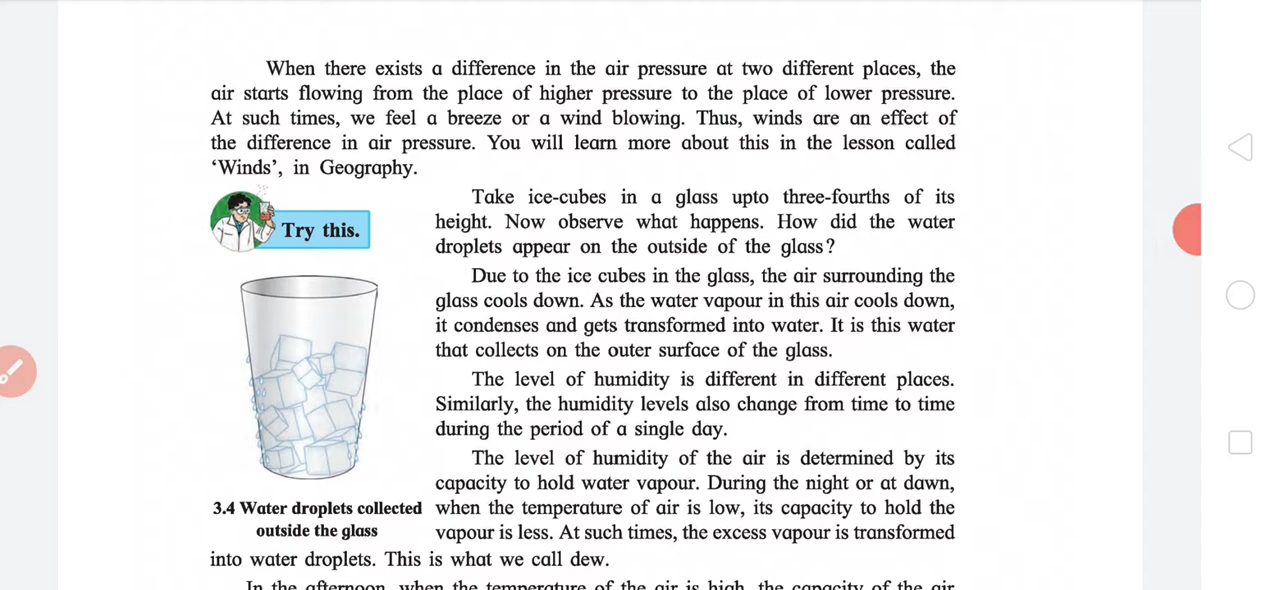 When there exists a difference in the air pressure at two different places, the
air starts flowing from the place of higher pressure to the place of lower pressure.
At such times, we feel a breeze or a wind blowing. Thus, winds are an effect of
the difference in air pressure. You will learn more about this in the lesson called
‘Winds’, in Geography.
Try this.
Take ice-cubes in a glass upto three-fourths of its
height. Now observe what happens. How did the water
droplets appear on the outside of the glass?
Due to the ice cubes in the glass, the air surrounding the
glass cools down. As the water vapour in this air cools down,
it condenses and gets transformed into water. It is this water
that collects on the outer surface of the glass.
The level of humidity is different in different places.
Similarly, the humidity levels also change from time to time
during the period of a single day.
The level of humidity of the air is determined by its
capacity to hold water vapour. During the night or at dawn,
when the temperature of air is low, its capacity to hold the
vapour is less. At such times, the excess vapour is transformed
into water droplets. This is what we call dew.
3.4 Water droplets collected
outside the glass
In the afternoon, when the temperature of the air is high, the capacity of the air